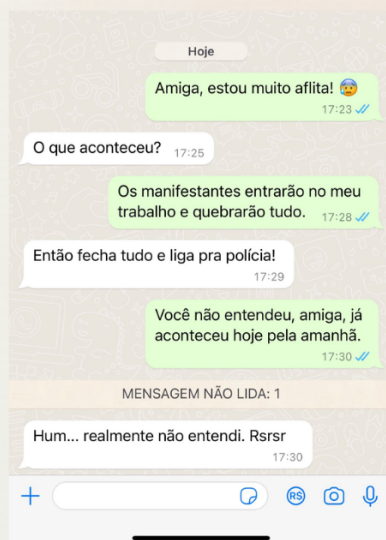 Hoje
Amiga, estou muito aflita! 😰
17:23
O que aconteceu? 17:25
Os manifestantes entrarão no meu
trabalho e quebrarão tudo. 17:28
Então fecha tudo e liga pra polícia!
17:29
Você não entendeu, amiga, já
aconteceu hoje pela amanhã.
17:30
MENSAGEM NÃO LIDA: 1
Hum... realmente não entendi. Rsrsr
17:30
R$